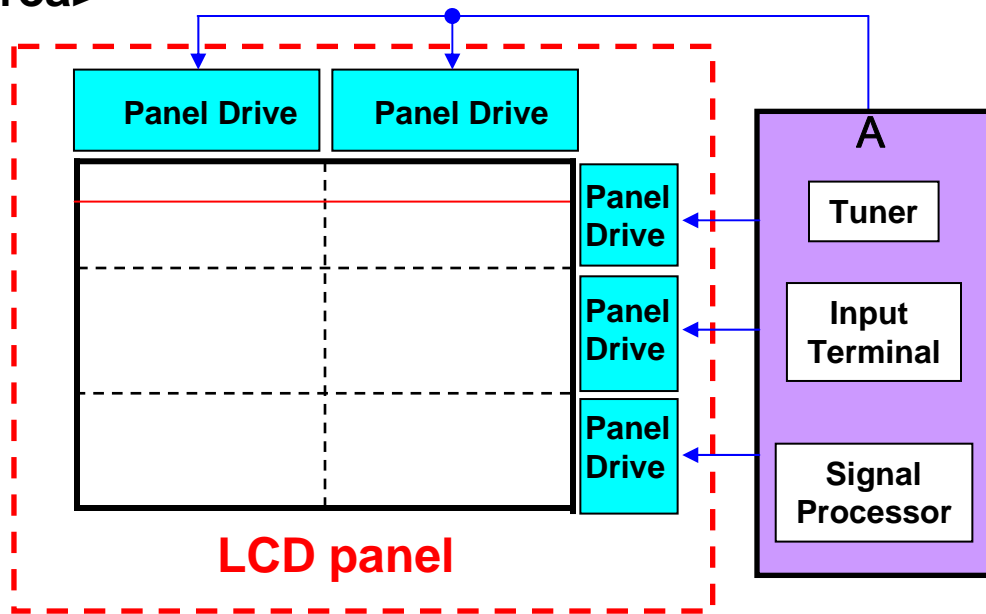 Panel Drive
Panel Drive
A
Panel
Drive
Tuner
Panel
Drive
Input
Terminal
Panel
Drive
Signal
Processor
LCD panel